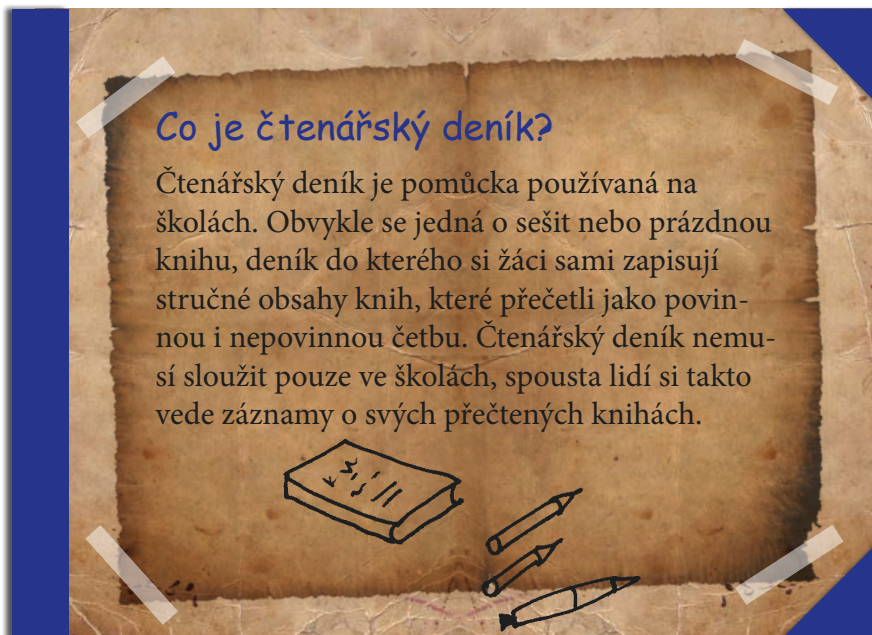 Co je čtenářský deník?
Čtenářský deník je pomůcka používaná na
školách. Obvykle se jedná o sešit nebo prázdnou
knihu, deník do kterého si žáci sami zapisují
stručné obsahy knih, které přečetli jako povin-
nou i nepovinnou četbu. Čtenářský deník nemu-
sí sloužit pouze ve školách, spousta lidí si takto
vede záznamy o svých přečtených knihách.